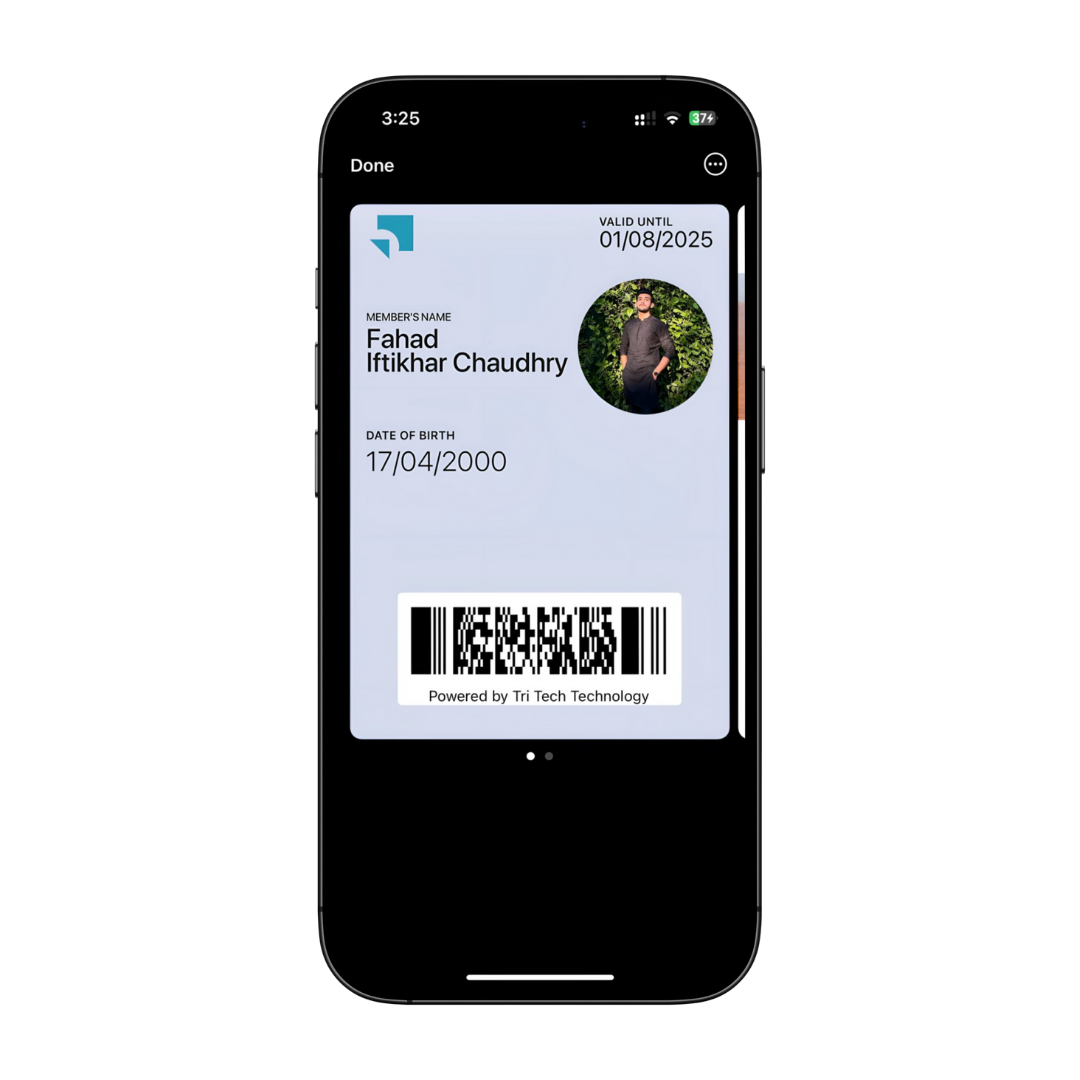 3:25
37
Done
VALID UNTIL
01/08/2025
MEMBER'S NAME
Fahad
Iftikhar Chaudhry
DATE OF BIRTH
17/04/2000
Powered by Tri Tech Technology